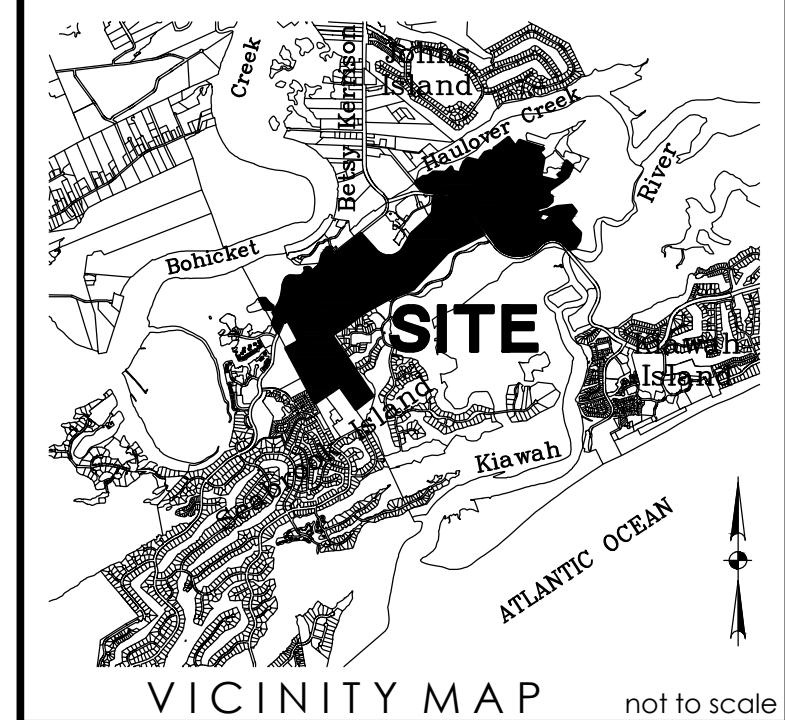 Creek
Betsy Kerrison
Johns
Island
Haulover Creek
River
Bohicket
SITE
Kiawah
Island
Seabrook Island
Kiawah
ATLANTIC OCEAN
VICINITY MAP
not to scale